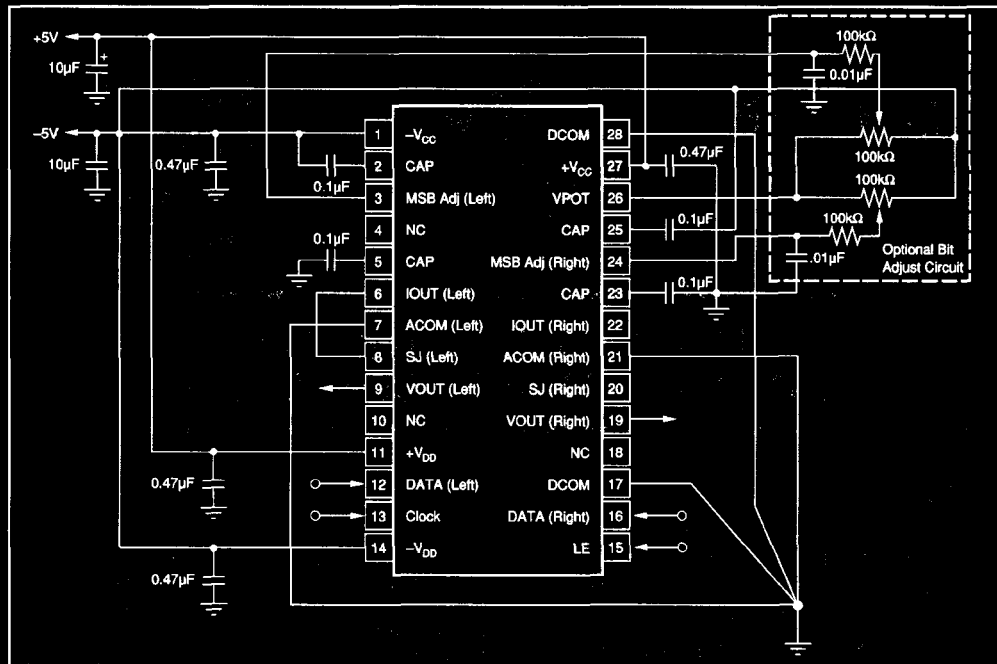 +5V
10µF
+
–5V
10µF
0.47µF
0.1µF
0.1µF
0.47µF
0.47µF
1 –VCC
2 CAP
3 MSB Adj (Left)
4 NC
5 CAP
6 IOUT (Left)
7 ACOM (Left)
8 SJ (Left)
9 VOUT (Left)
10 NC
11 +VDD
12 DATA (Left)
13 Clock
14 –VDD
DCOM 28
+VCC 27
VPOT 26
CAP 25
MSB Adj (Right) 24
CAP 23
IOUT (Right) 22
ACOM (Right) 21
SJ (Right) 20
VOUT (Right) 19
NC 18
DCOM 17
DATA (Right) 16
LE 15
0.47µF
0.1µF
0.1µF
100kΩ
0.01µF
100kΩ
100kΩ
100kΩ
.01µF
Optional Bit
Adjust Circuit